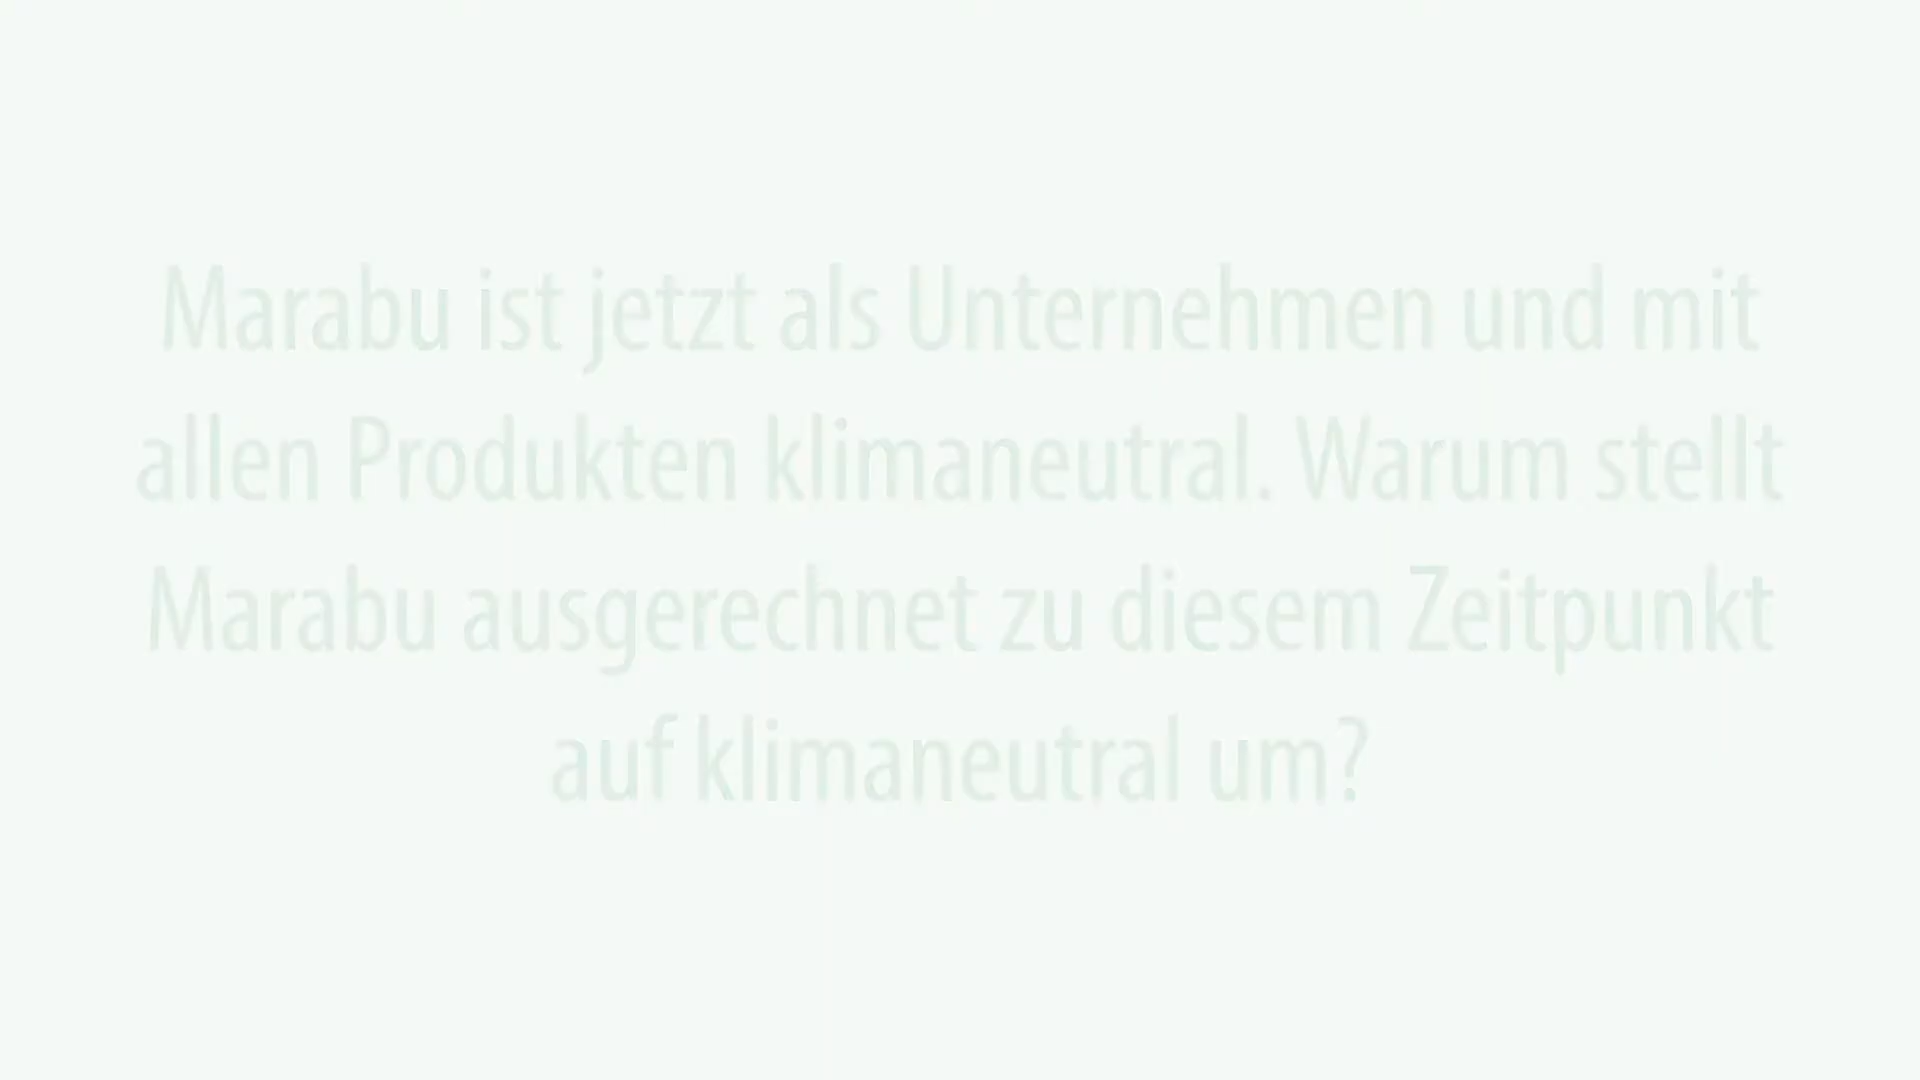 Marabu ist jetzt als Unternehmen und mit
allen Produkten klimaneutral. Warum stellt
Marabu ausgerechnet zu diesem Zeitpunkt
auf klimaneutral um?